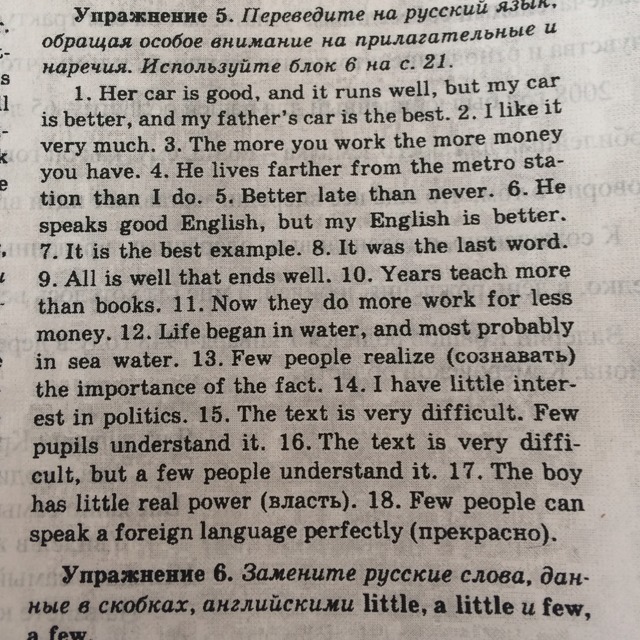 Упражнение 5. Переведите на русский язык,
обращая особое внимание на прилагательные и
наречия. Используйте блок 6 на с. 21.
1. Her car is good, and it runs well, but my car
is better, and my father's car is the best. 2. I like it
very much. 3. The more you work the more money
you have. 4. He lives farther from the metro sta-
tion than I do. 5. Better late than never. 6. He
speaks good English, but my English is better.
7. It is the best example. 8. It was the last word.
9. All is well that ends well. 10. Years teach more
than books. 11. Now they do more work for less
money. 12. Life began in water, and most probably
in sea water. 13. Few people realize (сознавать)
the importance of the fact. 14. I have little inter-
est in politics. 15. The text is very difficult. Few
pupils understand it. 16. The text is very diffi-
cult, but a few people understand it. 17. The boy
has little real power (власть). 18. Few people can
speak a foreign language perfectly (прекрасно).
Упражнение 6. Замените русские слова, дан-
ные в скобках, английскими little, a little и few,
a few.